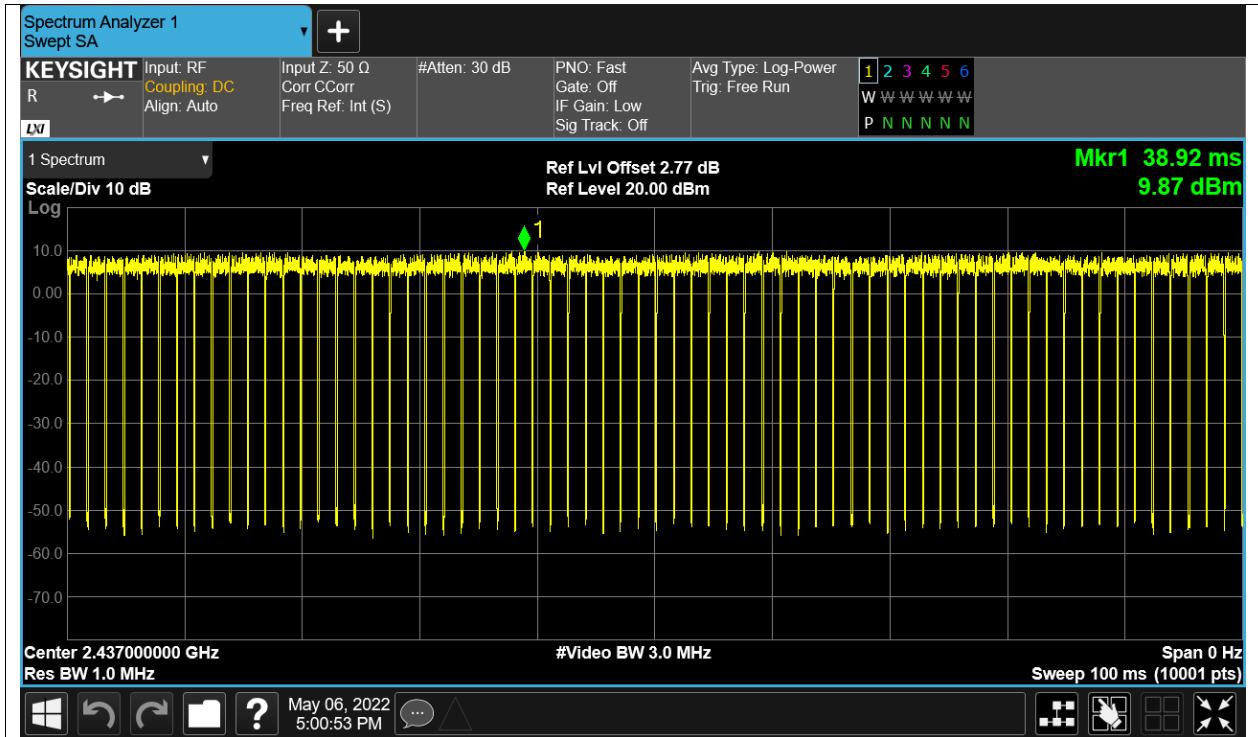 Spectrum Analyzer 1
Swept SA
KEYSIGHT
R
LXI
Input: RF
Coupling: DC
Align: Auto
Input Z: 50 Ω
Corr CCorr
Freq Ref: Int (S)
#Atten: 30 dB
PNO: Fast
Gate: Off
IF Gain: Low
Sig Track: Off
Avg Type: Log-Power
Trig: Free Run
1 2 3 4 5 6
W W W W W W
P N N N N N
1 Spectrum
Scale/Div 10 dB
Log
Ref Lvl Offset 2.77 dB
Ref Level 20.00 dBm
Mkr1 38.92 ms
9.87 dBm
1
10.0
0.00
-10.0
-20.0
-30.0
-40.0
-50.0
-60.0
-70.0
Center 2.437000000 GHz
Res BW 1.0 MHz
#Video BW 3.0 MHz
Span 0 Hz
Sweep 100 ms (10001 pts)
?
May 06, 2022
5:00:53 PM